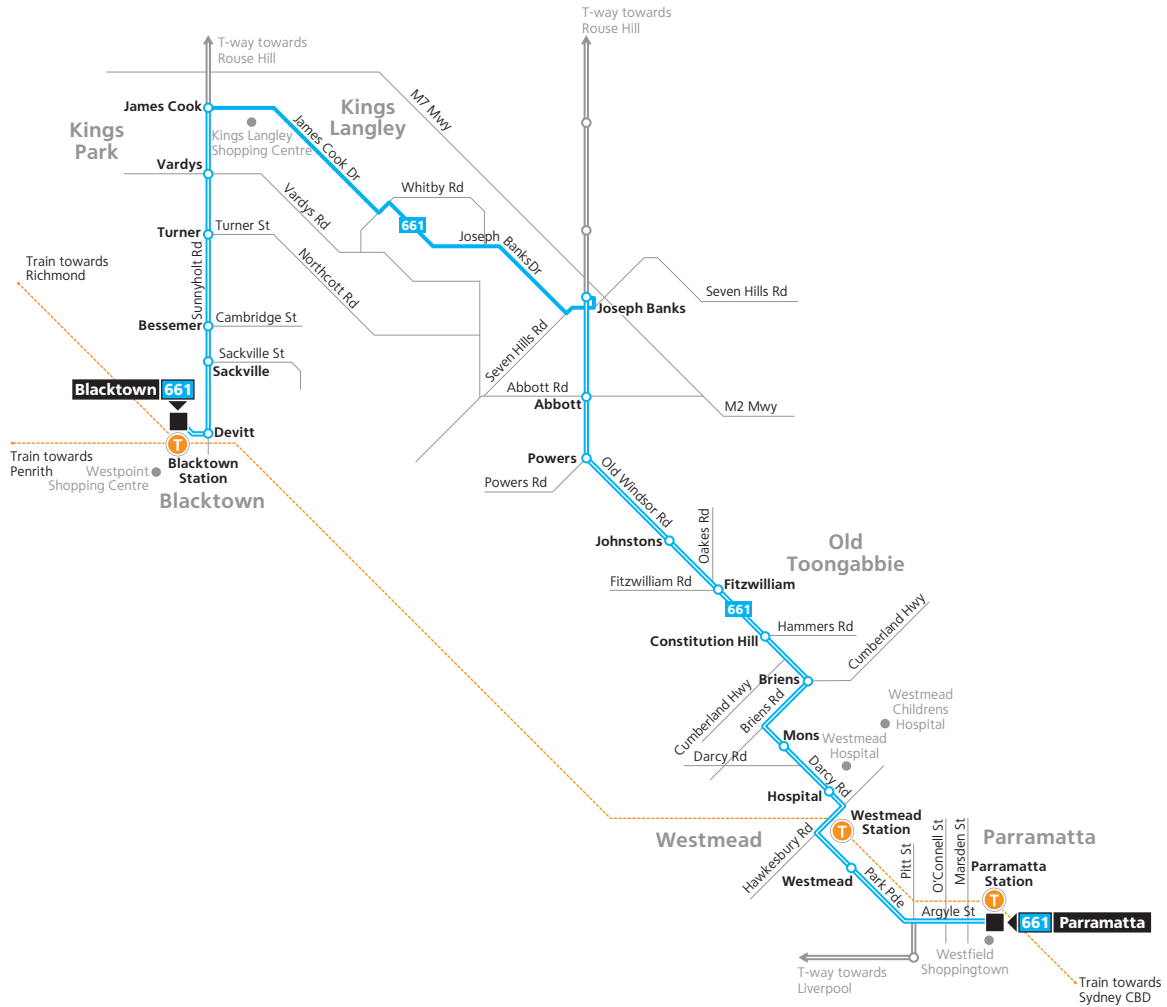 T-way towards
Rouse Hill
T-way towards
Rouse Hill
James Cook
Kings
Park
Kings
Langley
Kings Langley
Shopping Centre
James Cook Dr
M7 Mwy
Vardys
Vardys Rd
Whitby Rd
661
Joseph Banks Dr
Turner
Turner St
Sunnyholt Rd
Northcott Rd
Train towards
Richmond
Seven Hills Rd
Joseph Banks
Seven Hills Rd
Bessemer
Cambridge St
Sackville St
Sackville
Blacktown 661
Abbott Rd
Abbott
M2 Mwy
Devitt
T
Train towards
Penrith
Westpoint
Shopping Centre
Blacktown
Station
Blacktown
Powers
Powers Rd
Old Windsor Rd
Johnstons
Oakes Rd
Old
Toongabbie
Fitzwilliam Rd
Fitzwilliam
661
Constitution Hill
Hammers Rd
Cumberland Hwy
Briens
Cumberland Hwy
Briens Rd
Westmead
Childrens
Hospital
Mons
Westmead
Hospital
Darcy Rd
Darcy Rd
Hospital
Westmead
Station
T
Westmead
Hawkesbury Rd
Westmead
Park Pde
Pitt St
O'Connell St
Marsden St
Parramatta
Parramatta
Station
T
Argyle St
661 Parramatta
Westfield
Shoppingtown
T-way towards
Liverpool
Train towards
Sydney CBD